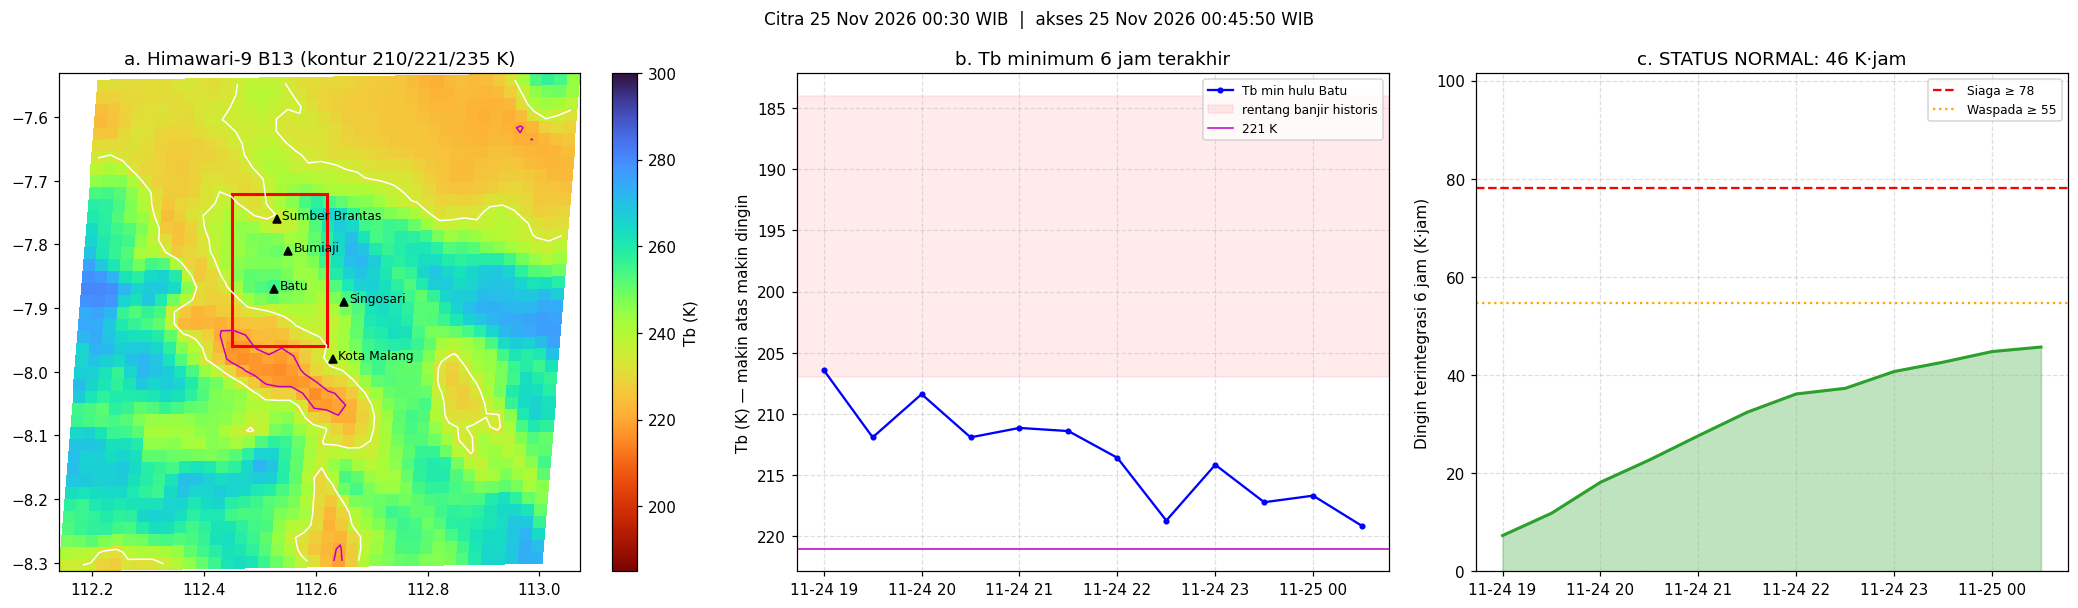 Citra 25 Nov 2026 00:30 WIB | akses 25 Nov 2026 00:45:50 WIB
a. Himawari-9 B13 (kontur 210/221/235 K)
−7.6
−7.7
−7.8
−7.9
−8.0
−8.1
−8.2
−8.3
112.2
112.4
112.6
112.8
113.0
Sumber Brantas
Bumiaji
Batu
Singosari
Kota Malang
300
280
260
240
220
200
Tb (K)
b. Tb minimum 6 jam terakhir
Tb (K) — makin atas makin dingin
185
190
195
200
205
210
215
220
11-24 19
11-24 20
11-24 21
11-24 22
11-24 23
11-25 00
Tb min hulu Batu
rentang banjir historis
221 K
c. STATUS NORMAL: 46 K·jam
Dingin terintegrasi 6 jam (K·jam)
100
80
60
40
20
0
11-24 19
11-24 20
11-24 21
11-24 22
11-24 23
11-25 00
Siaga ≥ 78
Waspada ≥ 55